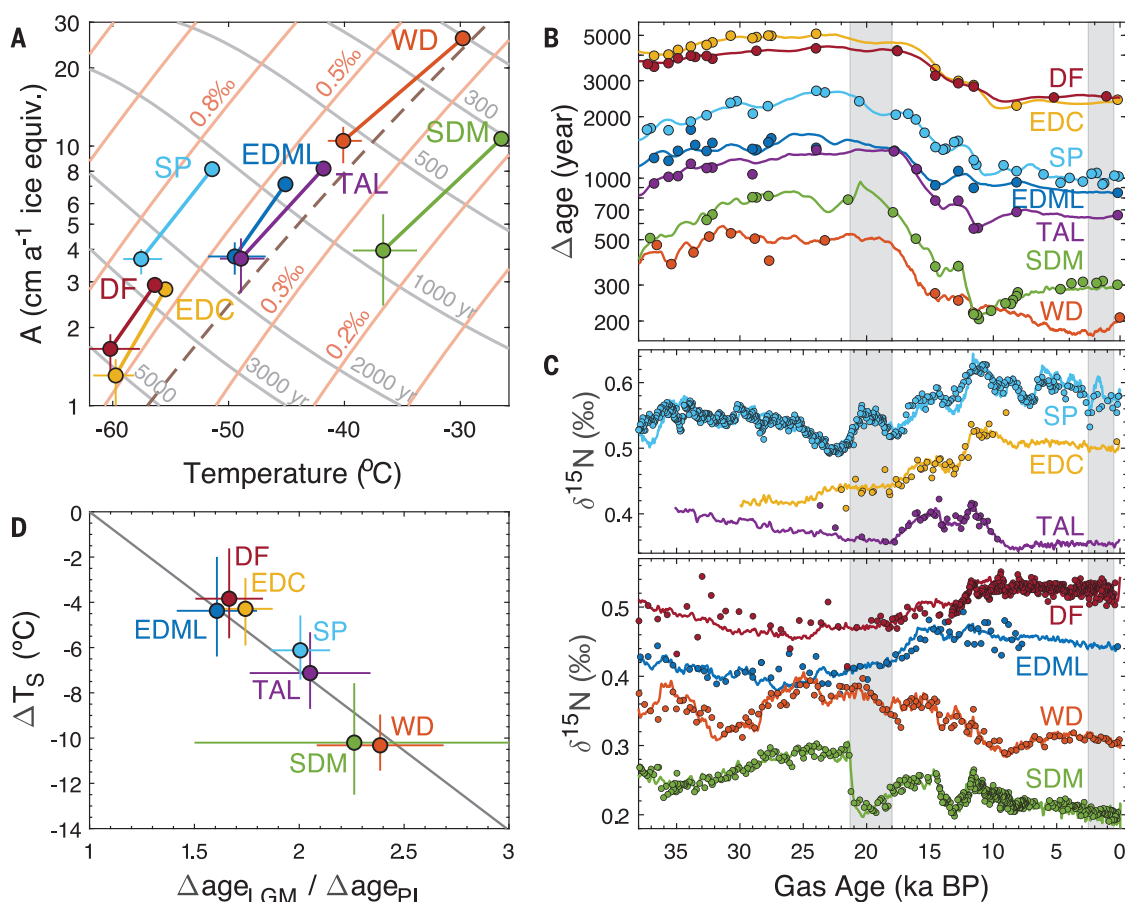 A
A (cm a⁻¹ ice equiv.)
30
20
10
8
6
5
4
3
2
1
0.8‰
0.5‰
0.3‰
0.2‰
300
500
1000 yr
2000 yr
3000 yr
5000
WD
SDM
SP
EDML
TAL
DF
EDC
-60
-50
-40
-30
Temperature (ºC)
B
Δage (year)
5000
3000
2000
1000
700
500
300
200
DF
EDC
SP
EDML
TAL
SDM
WD
C
δ¹⁵N (‰)
0.6
0.5
0.4
SP
EDC
TAL
δ¹⁵N (‰)
0.5
0.4
0.3
0.2
DF
EDML
WD
SDM
35
30
25
20
15
10
5
0
Gas Age (ka BP)
D
ΔT_S (ºC)
0
-2
-4
-6
-8
-10
-12
-14
DF
EDC
EDML
SP
TAL
WD
SDM
1
1.5
2
2.5
3
Δage_LGM / Δage_PI